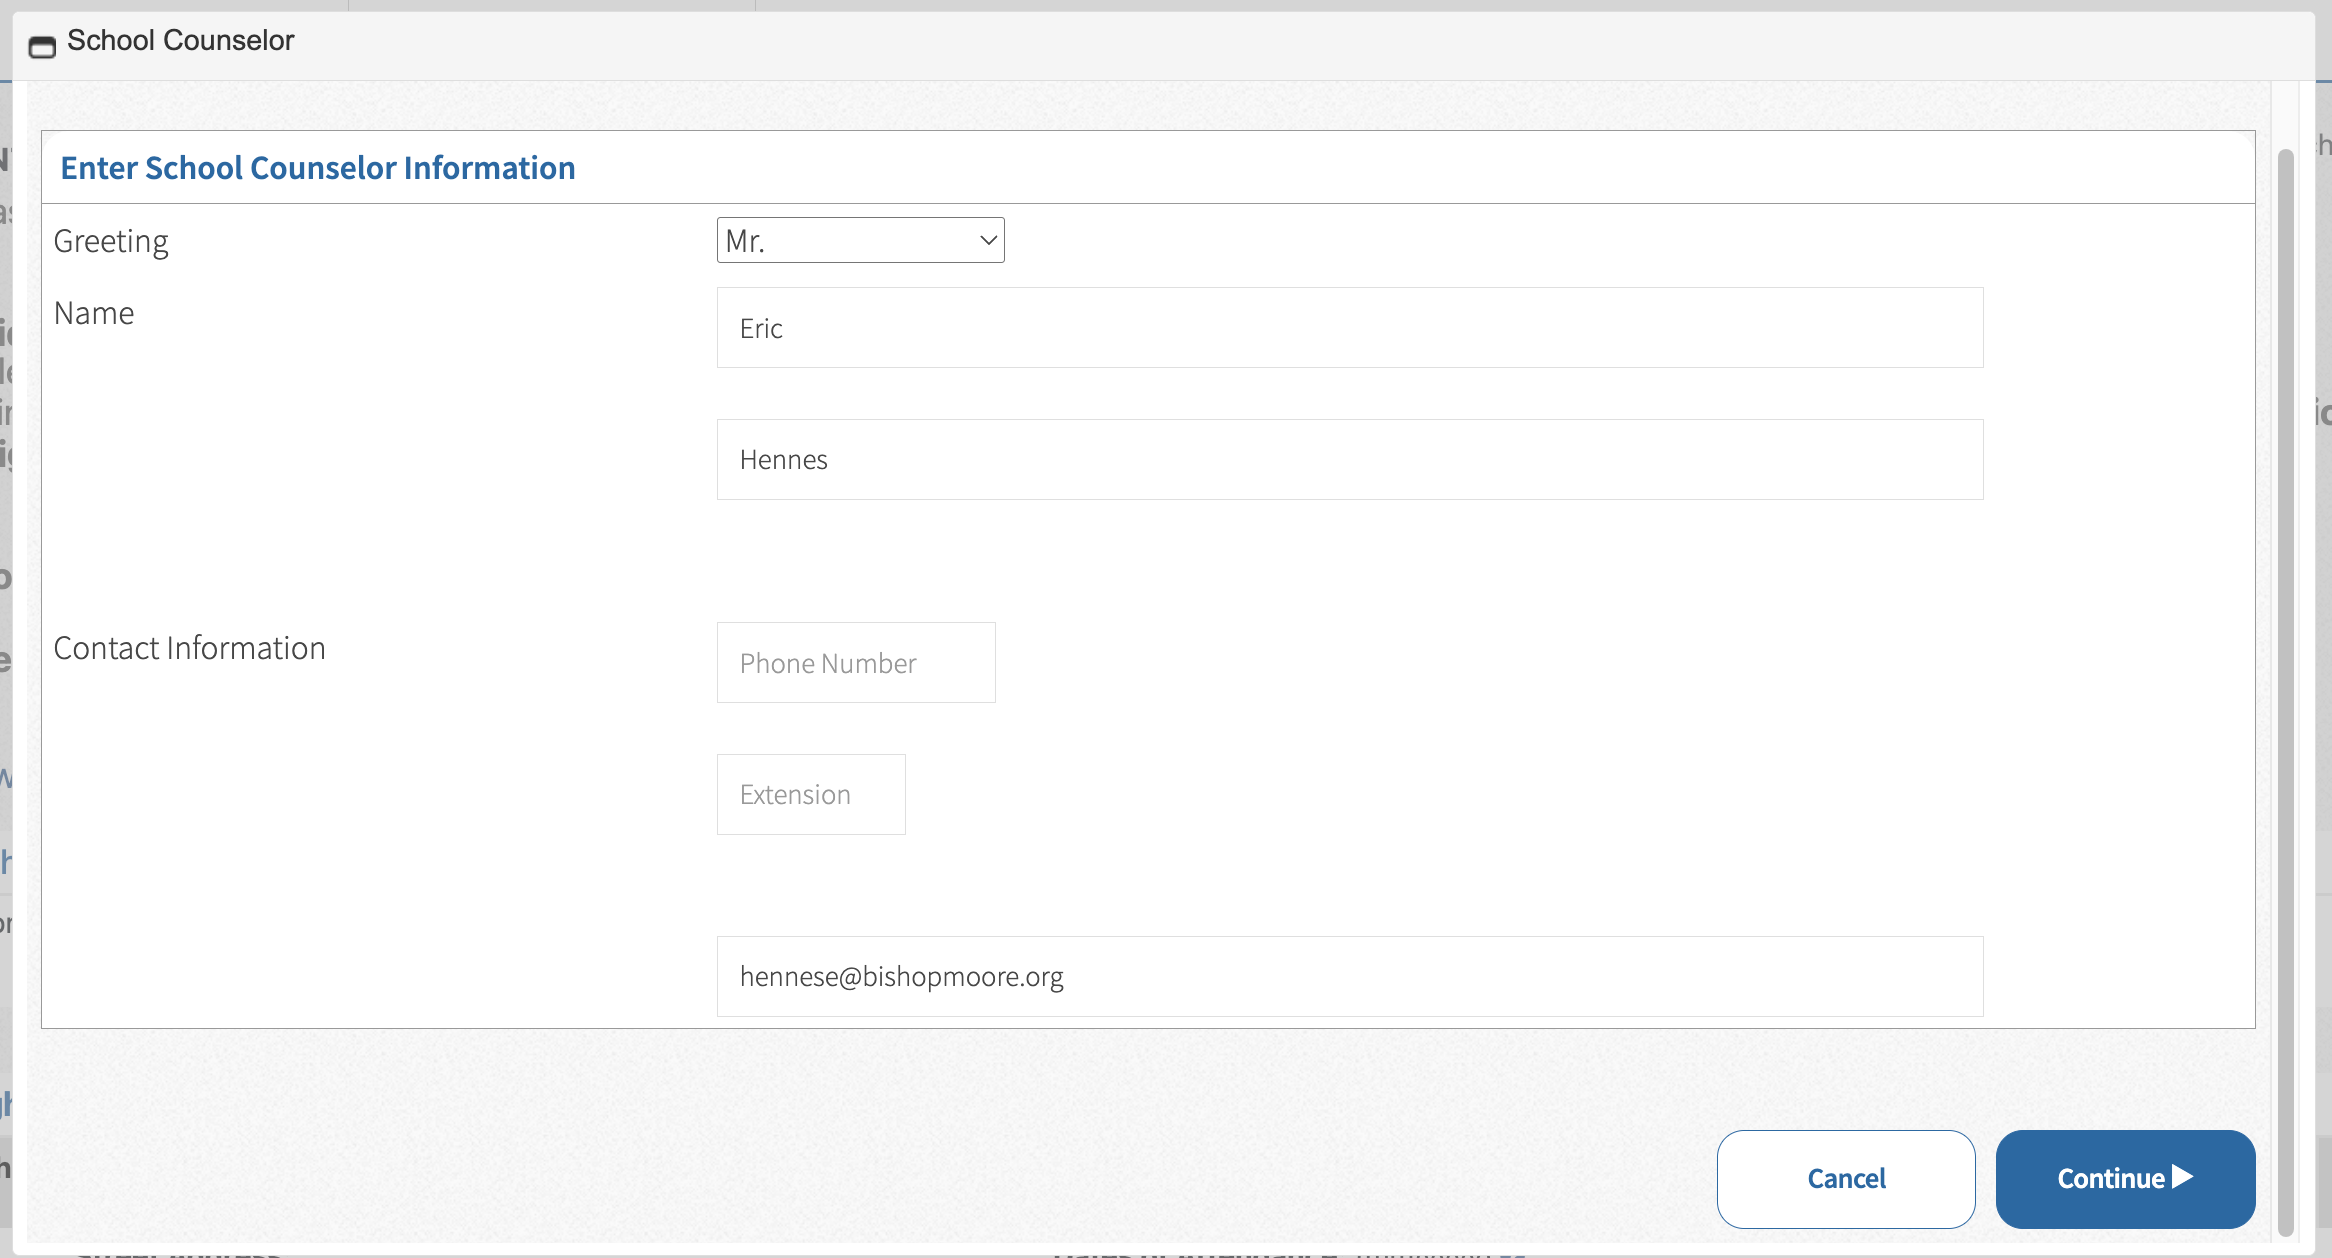 School Counselor
Enter School Counselor Information
Greeting
Mr.
Name
Eric
Hennes
Contact Information
Phone Number
Extension
hennese@bishopmoore.org
Cancel
Continue